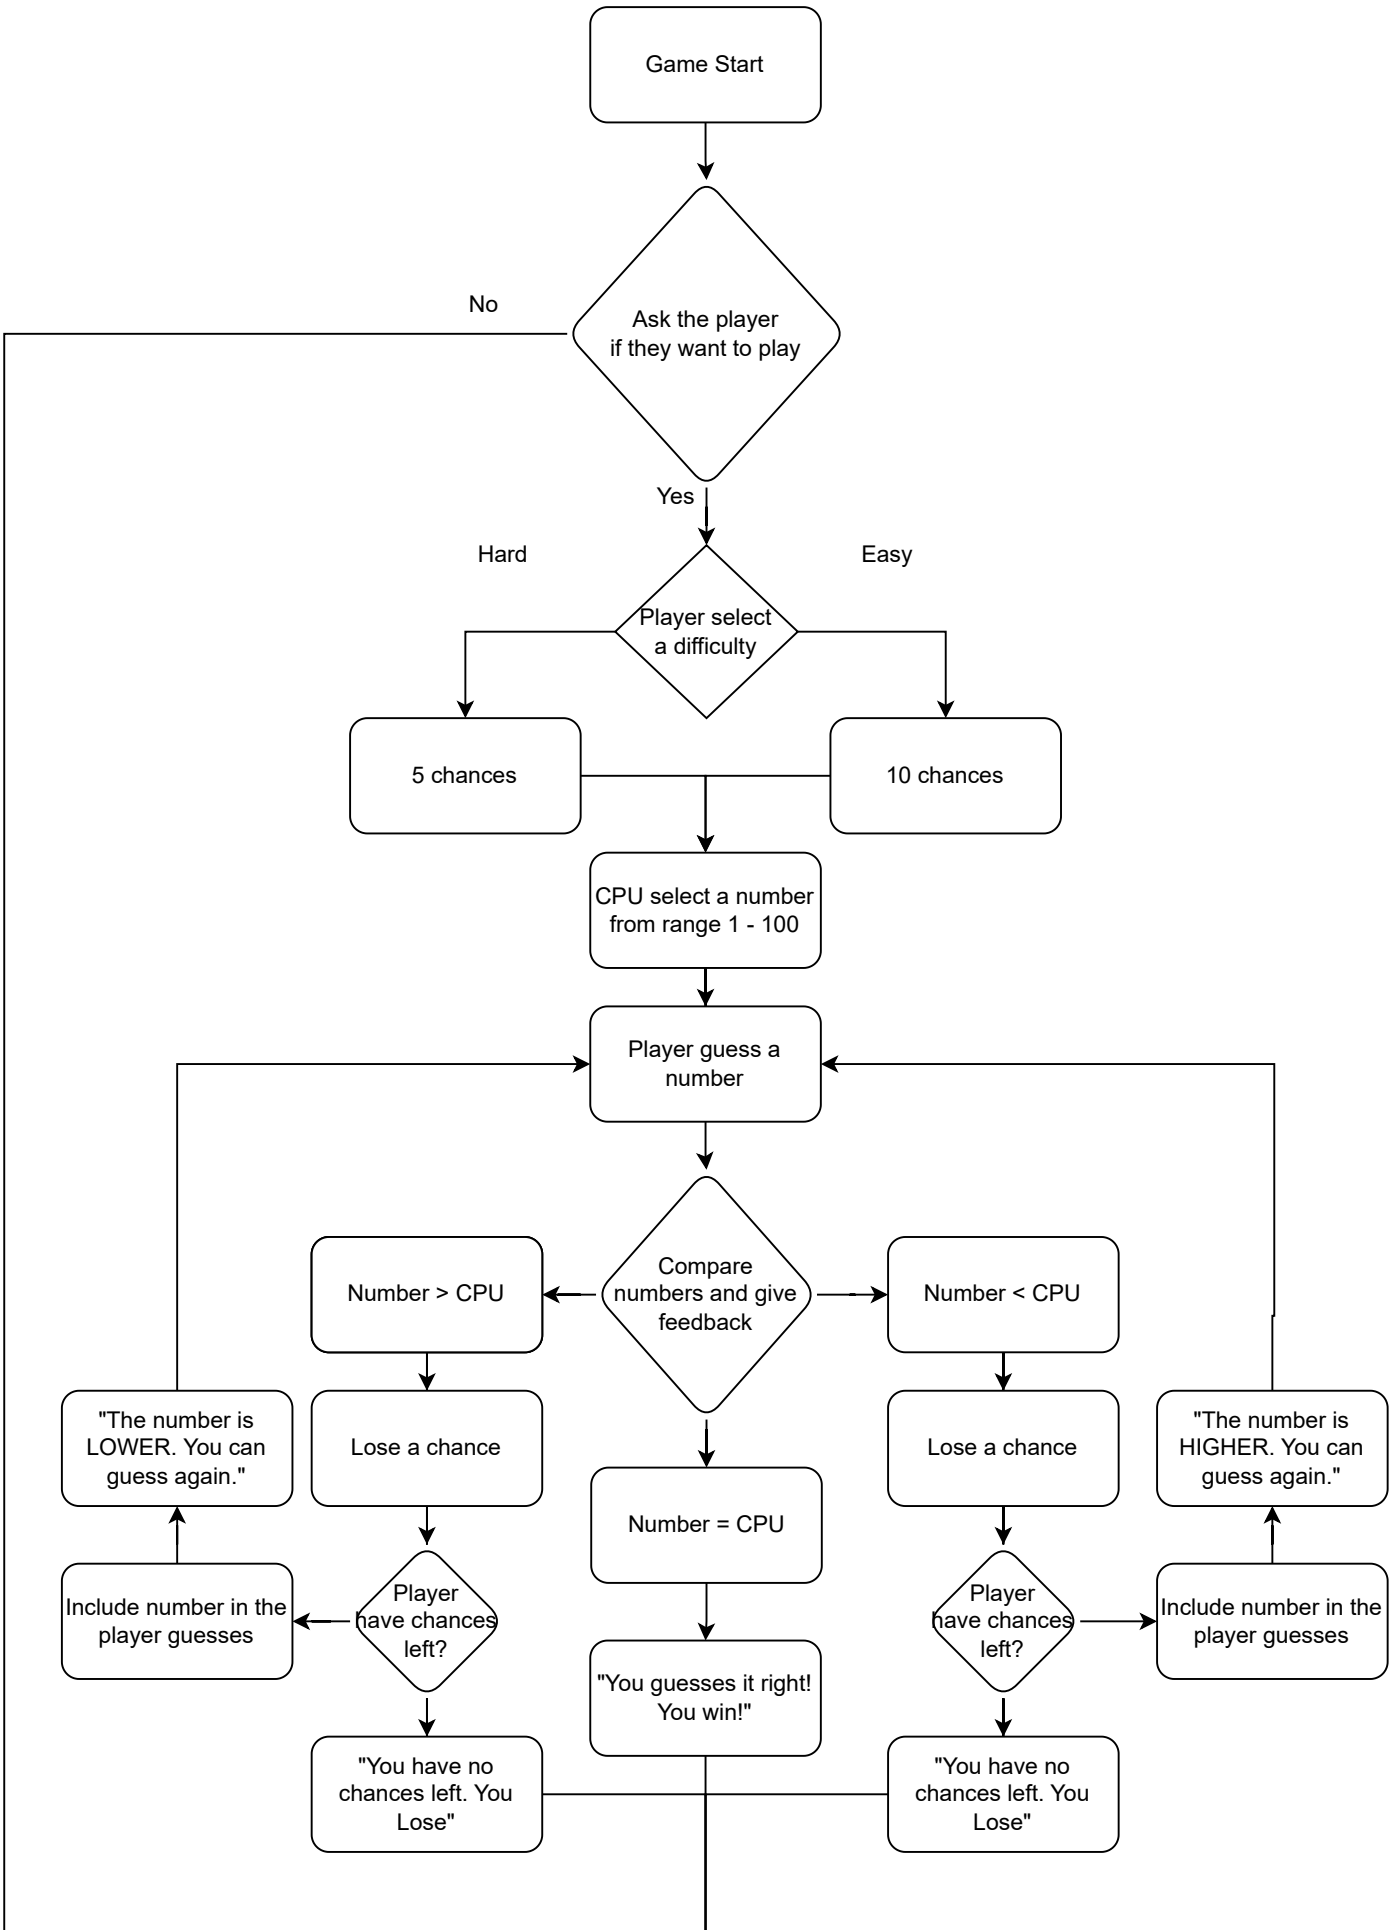 Game Start
Ask the player
if they want to play
No
Yes
Hard
Easy
Player select
a difficulty
5 chances
10 chances
CPU select a number
from range 1 - 100
Player guess a
number
Compare
numbers and give
feedback
Number > CPU
Number < CPU
"The number is
LOWER. You can
guess again."
Lose a chance
Number = CPU
Lose a chance
"The number is
HIGHER. You can
guess again."
Include number in the
player guesses
Player
have chances
left?
"You guesses it right!
You win!"
Player
have chances
left?
Include number in the
player guesses
"You have no
chances left. You
Lose"
"You have no
chances left. You
Lose"